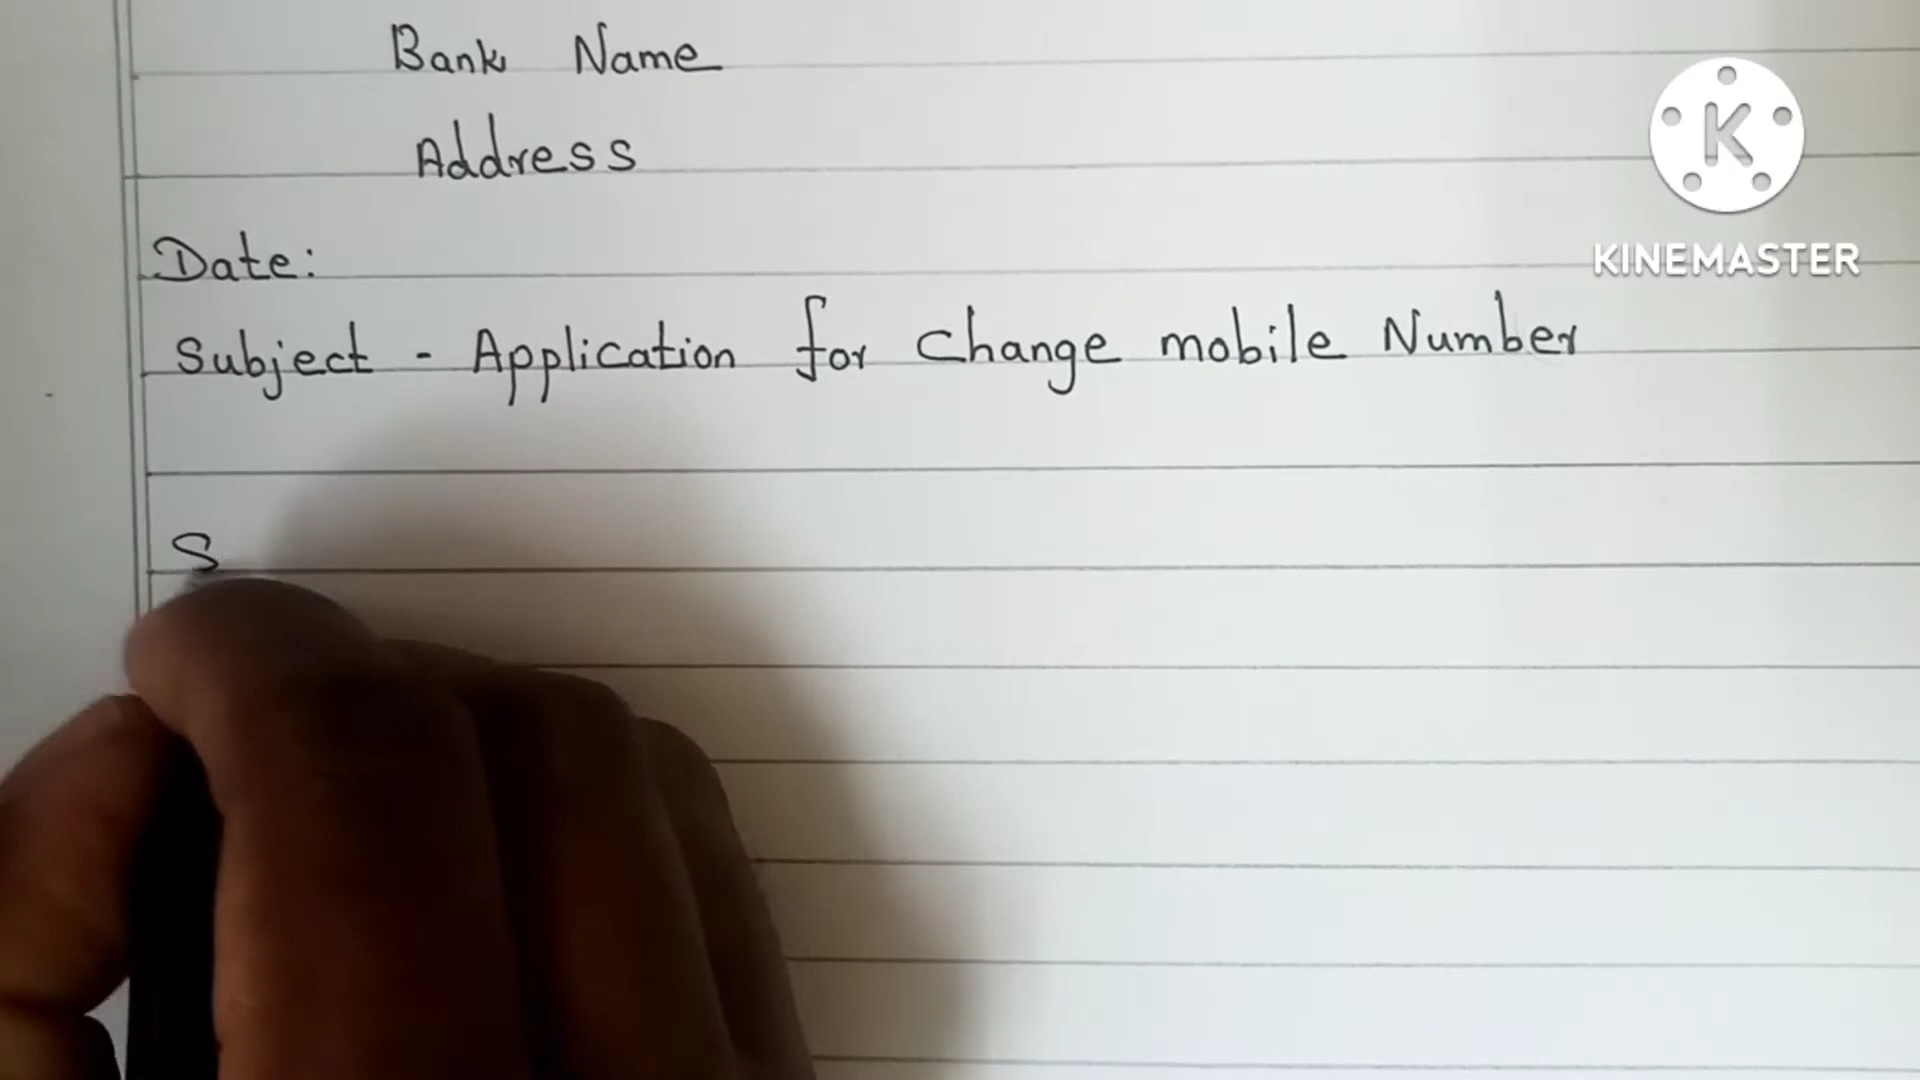 Bank Name
Address
Date:
Subject - Application for Change mobile Number
S
K
KINEMASTER